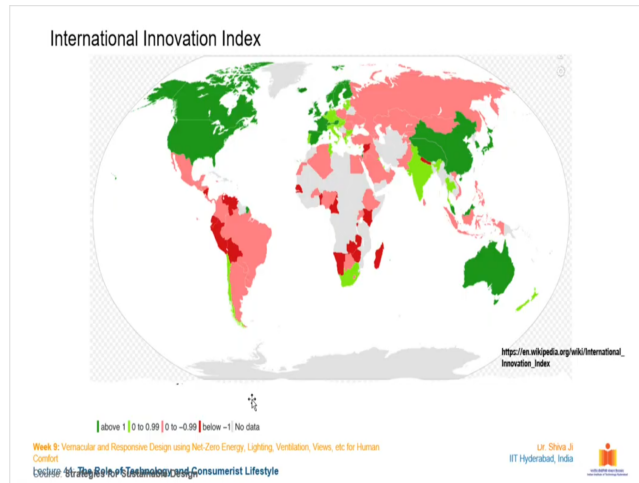 International Innovation Index
https://en.wikipedia.org/wiki/International_
Innovation_Index
above 1 0 to 0.99 0 to −0.99 below −1 No data
Week 9: Vernacular and Responsive Design using Net-Zero Energy, Lighting, Ventilation, Views, etc for Human
Comfort
Lecture 44: The Role of Technology and Consumerist Lifestyle
Course: Strategies for Sustainable Design
Dr. Shiva Ji
IIT Hyderabad, India